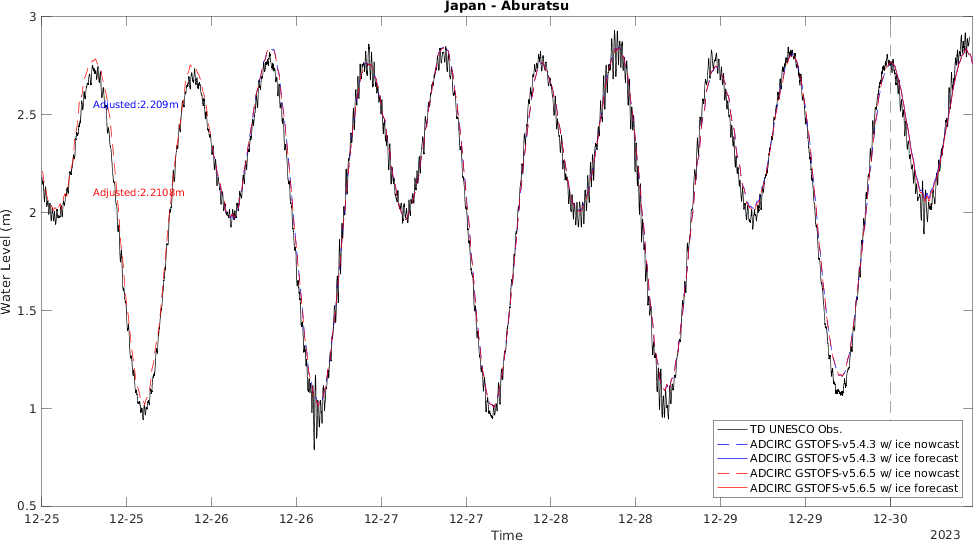 Japan - Aburatsu
3
2.5
2
1.5
1
0.5
Water Level (m)
Adjusted:2.209m
Adjusted:2.2108m
TD UNESCO Obs.
ADCIRC GSTOFS-v5.4.3 w/ ice nowcast
ADCIRC GSTOFS-v5.4.3 w/ ice forecast
ADCIRC GSTOFS-v5.6.5 w/ ice nowcast
ADCIRC GSTOFS-v5.6.5 w/ ice forecast
12-25 12-25 12-26 12-26 12-27 12-27 12-28 12-28 12-29 12-29 12-30
Time
2023